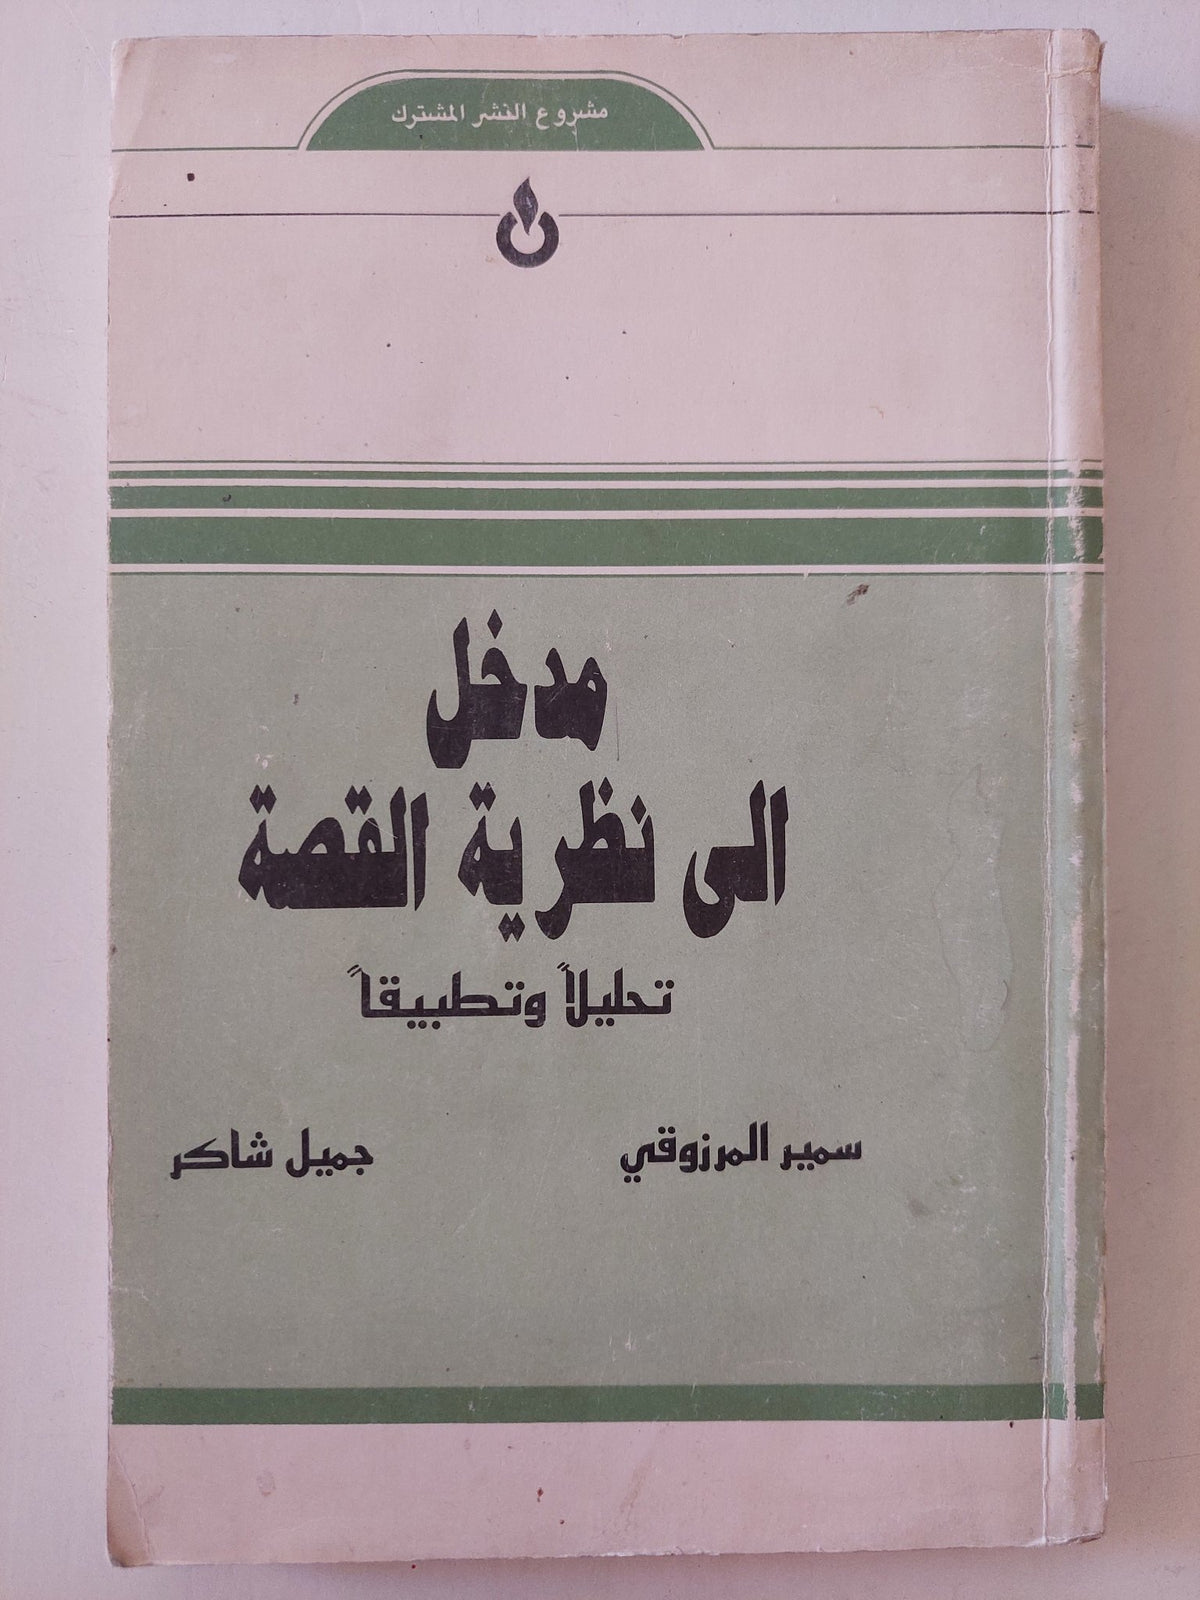 مشروع النشر المشترك
مدخل
الى نظرية القصة
تحليلاً وتطبيقاً
سمير المرزوقي جميل شاكر